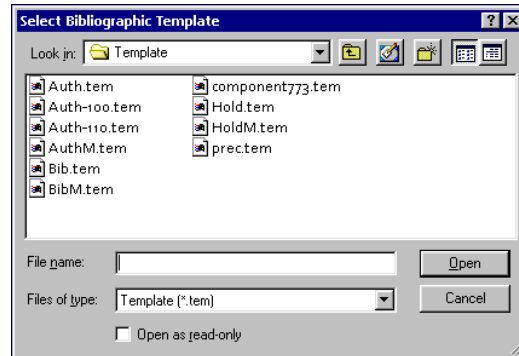 Select Bibliographic Template
Look in: Template
Auth.tem
Auth-100.tem
Auth-110.tem
AuthM.tem
Bib.tem
BibM.tem
component773.tem
Hold.tem
HoldM.tem
prec.tem
File name:
Open
Files of type: Template (*.tem)
Cancel
Open as read-only